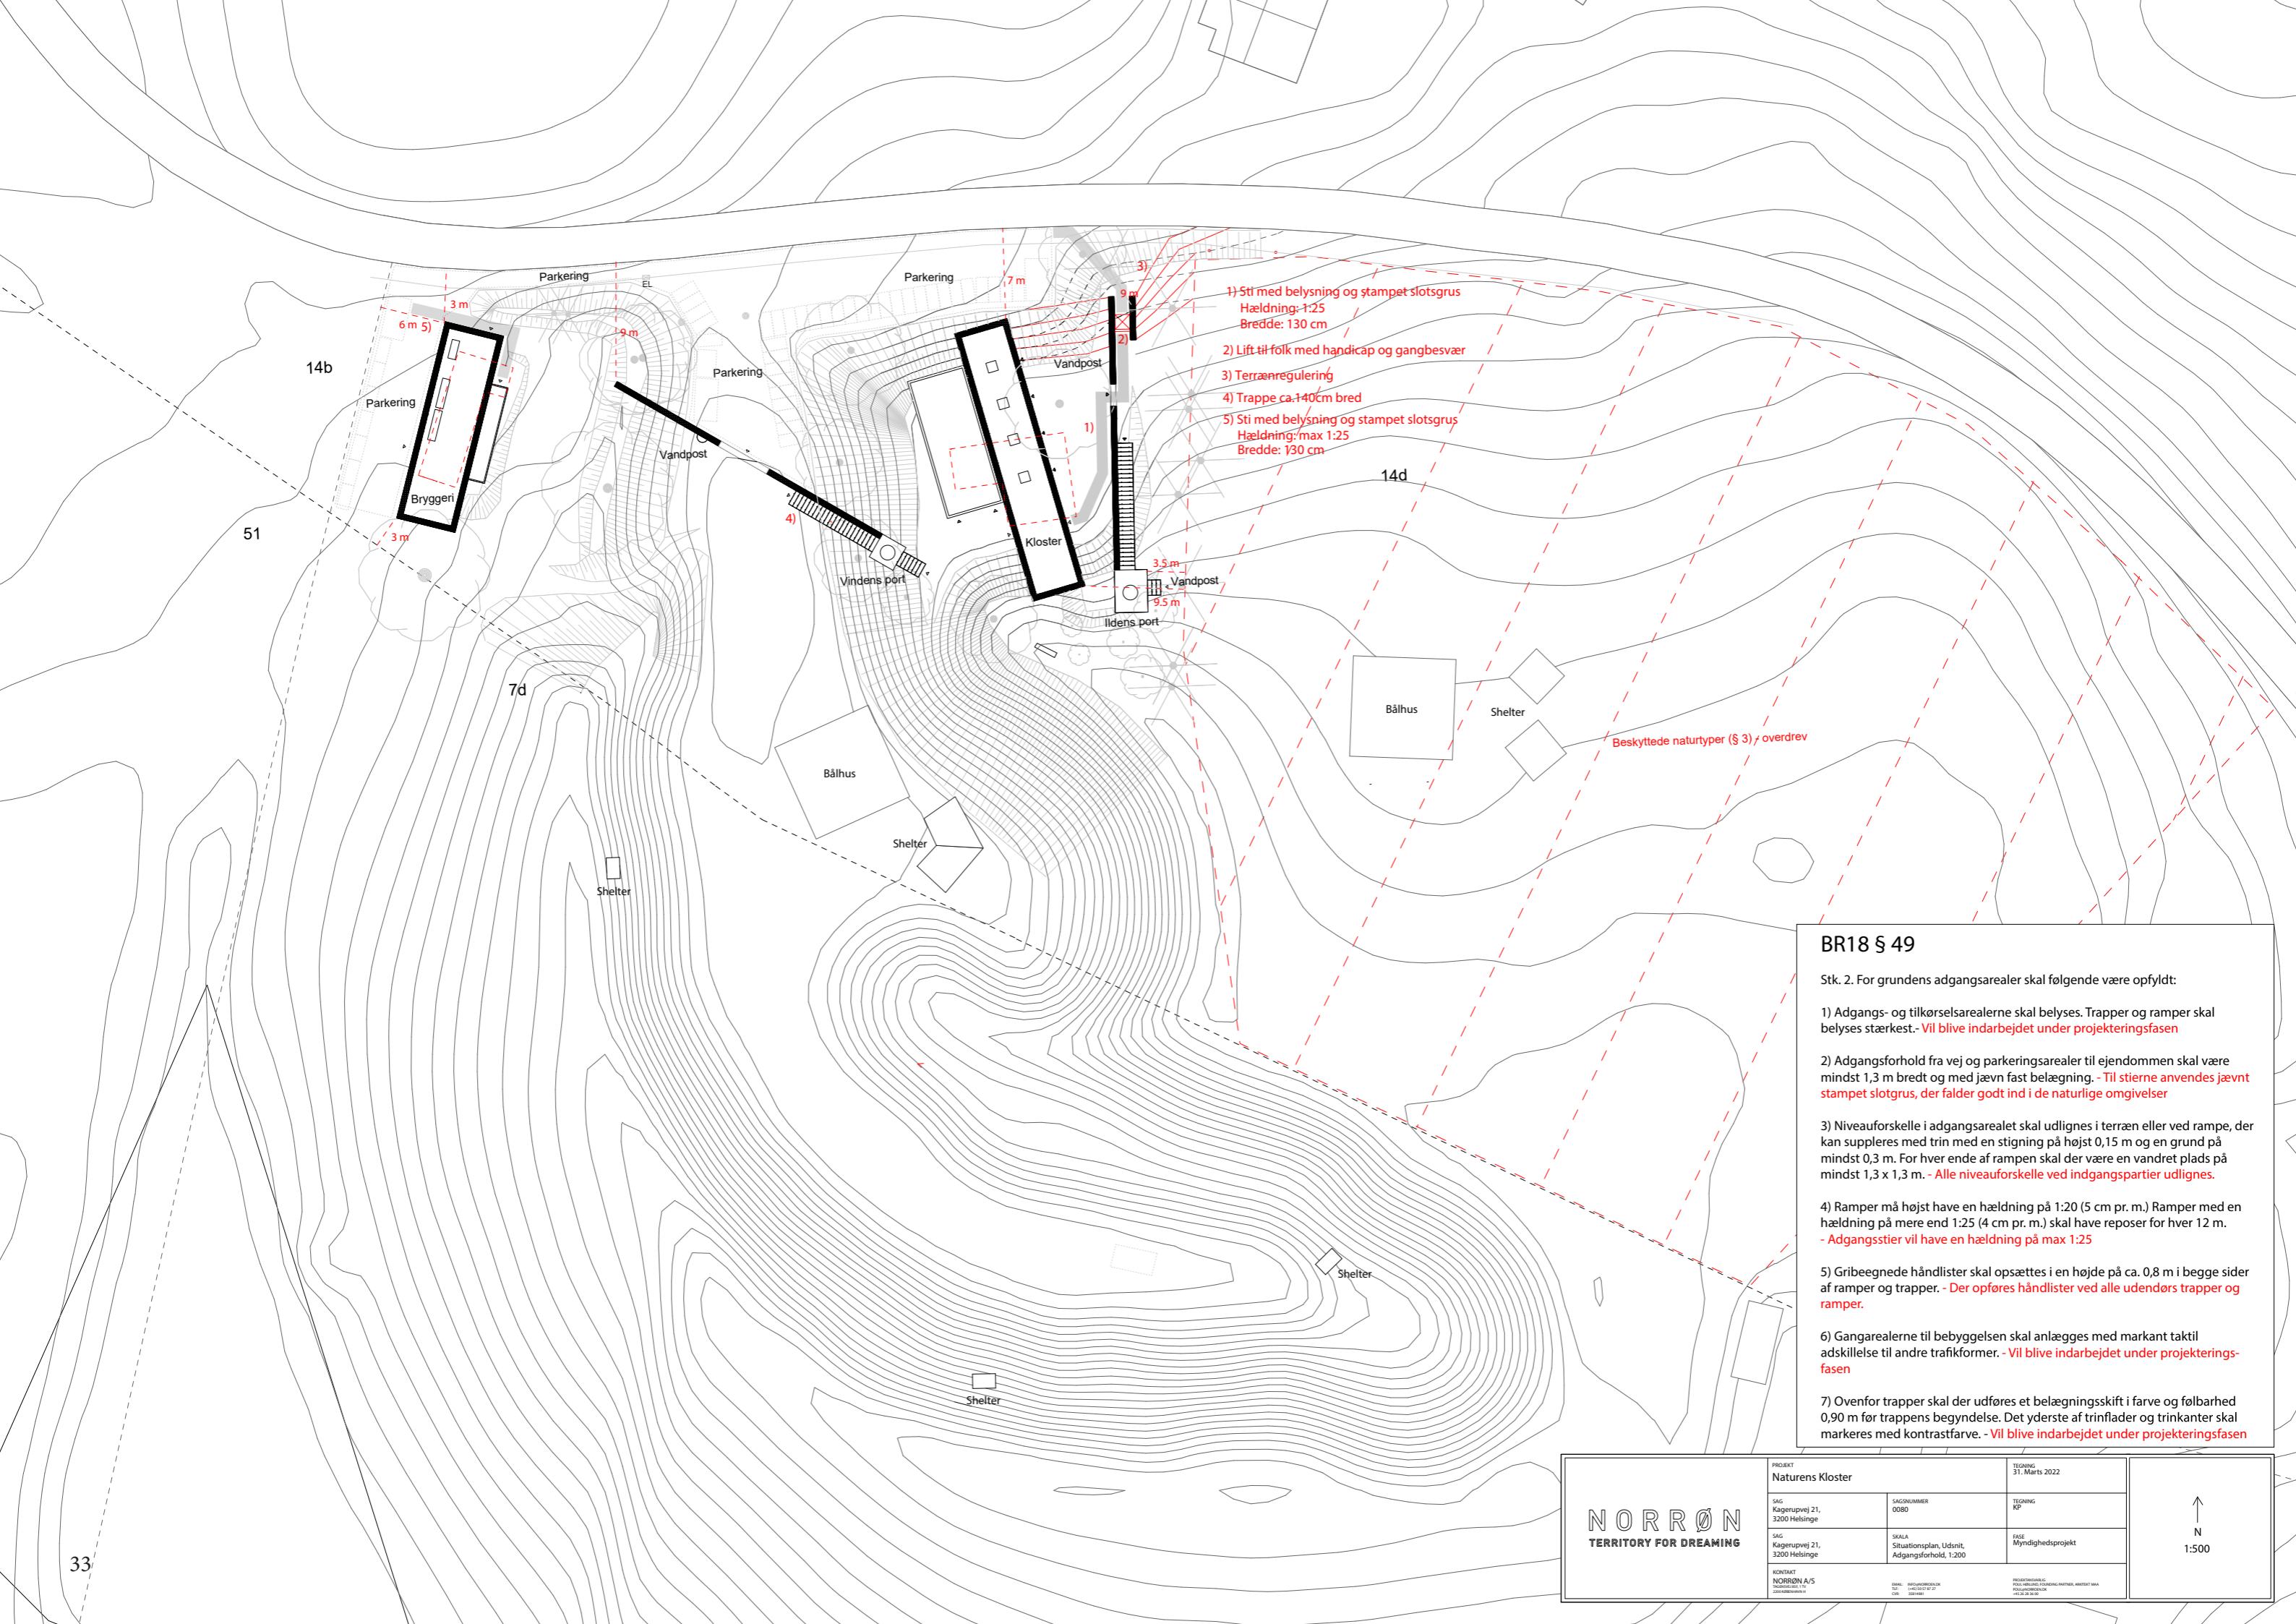 Parkering
EL
Parkering
7 m
3)
3 m
9 m
1) Sti med belysning og stampet slotsgrus
Hældning: 1:25
Bredde: 130 cm
6 m 5)
9 m
2)
2) Lift til folk med handicap og gangbesvær
14b
Parkering
Vandpost
3) Terrænregulering
Parkering
4) Trappe ca.140cm bred
5) Sti med belysning og stampet slotsgrus
Hældning: max 1:25
Bredde: 130 cm
1)
Vandpost
14d
Bryggeri
4)
51
3 m
Kloster
3.5 m
Vindens port
Vandpost
9.5 m
Ildens port
7d
Bålhus
Shelter
Beskyttede naturtyper (§ 3) - overdrev
Bålhus
Shelter
Shelter
Shelter
Shelter
33
BR18 § 49
Stk. 2. For grundens adgangsarealer skal følgende være opfyldt:
1) Adgangs- og tilkørselsarealerne skal belyses. Trapper og ramper skal
belyses stærkest.- Vil blive indarbejdet under projekteringsfasen
2) Adgangsforhold fra vej og parkeringsarealer til ejendommen skal være
mindst 1,3 m bredt og med jævn fast belægning. - Til stierne anvendes jævnt
stampet slotgrus, der falder godt ind i de naturlige omgivelser
3) Niveauforskelle i adgangsarealet skal udlignes i terræn eller ved rampe, der
kan suppleres med trin med en stigning på højst 0,15 m og en grund på
mindst 0,3 m. For hver ende af rampen skal der være en vandret plads på
mindst 1,3 x 1,3 m. - Alle niveauforskelle ved indgangspartier udlignes.
4) Ramper må højst have en hældning på 1:20 (5 cm pr. m.) Ramper med en
hældning på mere end 1:25 (4 cm pr. m.) skal have reposer for hver 12 m.
- Adgangsstier vil have en hældning på max 1:25
5) Gribeegnede håndlister skal opsættes i en højde på ca. 0,8 m i begge sider
af ramper og trapper. - Der opføres håndlister ved alle udendørs trapper og
ramper.
6) Gangarealerne til bebyggelsen skal anlægges med markant taktil
adskillelse til andre trafikformer. - Vil blive indarbejdet under projekterings-
fasen
7) Ovenfor trapper skal der udføres et belægningsskift i farve og følbarhed
0,90 m før trappens begyndelse. Det yderste af trinflader og trinkanter skal
markeres med kontrastfarve. - Vil blive indarbejdet under projekteringsfasen
NORRØN
TERRITORY FOR DREAMING
PROJEKT
Naturens Kloster
TEGNING
31. Marts 2022
SAG
Kagerupvej 21,
3200 Helsinge
SAGSNUMMER
0080
TEGNING
KP
SAG
Kagerupvej 21,
3200 Helsinge
SKALA
Situationsplan, Udsnit,
Adgangsforhold, 1:200
FASE
Myndighedsprojekt
KONTAKT
NORRØN A/S
N
1:500